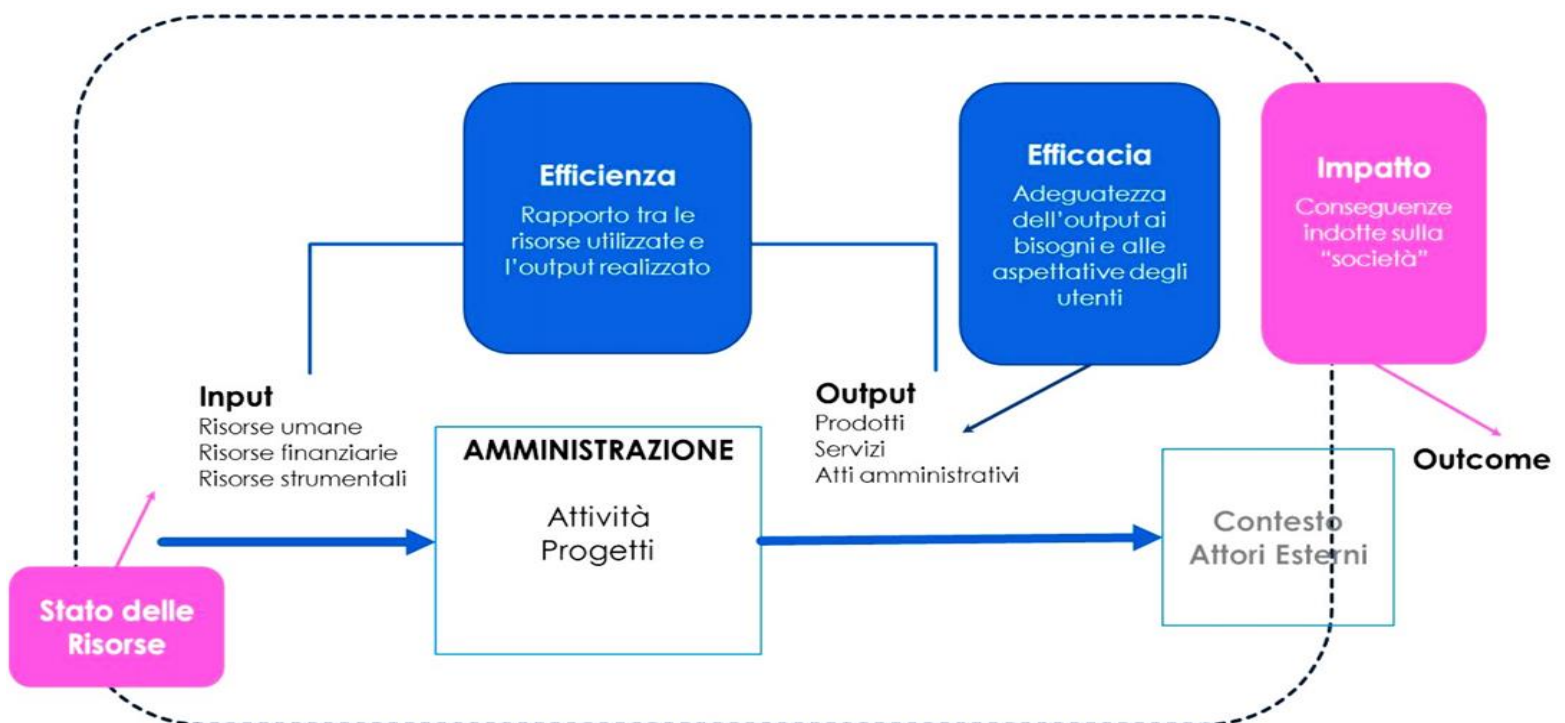 Efficienza
Rapporto tra le
risorse utilizzate e
l'output realizzato
Efficacia
Adeguatezza
dell'output ai
bisogni e alle
aspettative degli
utenti
Impatto
Conseguenze
indotte sulla
"società"
Input
Risorse umane
Risorse finanziarie
Risorse strumentali
AMMINISTRAZIONE
Attività
Progetti
Output
Prodotti
Servizi
Atti amministrativi
Outcome
Contesto
Attori Esterni
Stato delle
Risorse